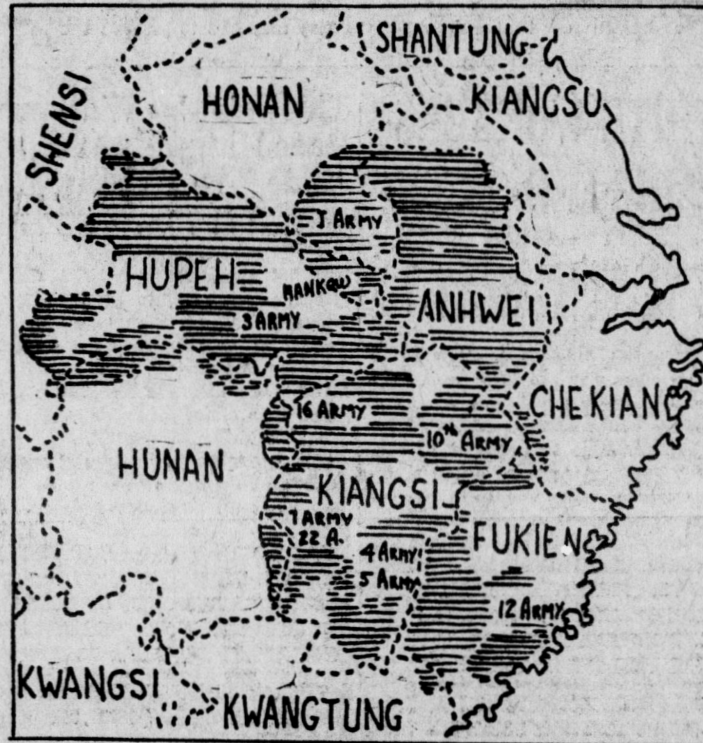 SHANTUNG
HONAN
KIANGSU
SHENSI
ARMY
HUPEH
HANKOW
3 ARMY
ANHWEI
16 ARMY
CHEKIANG
10TH ARMY
HUNAN
KIANGSI
1 ARMY
22 A.
4 ARMY
5 ARMY
FUKIEN
12 ARMY
KWANGSI
KWANGTUNG